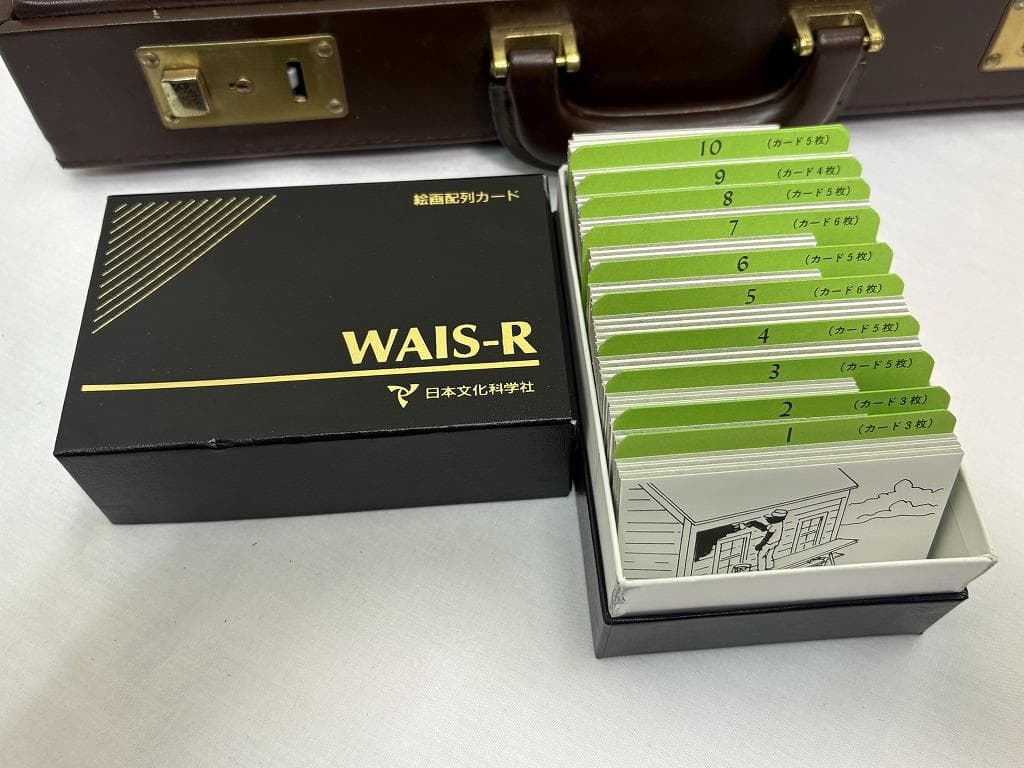 絵画配列カード
WAIS-R
日本文化科学社
10 (カード5枚)
9 (カード4枚)
8 (カード5枚)
7 (カード6枚)
6 (カード5枚)
5 (カード6枚)
4 (カード5枚)
3 (カード5枚)
2 (カード3枚)
1 (カード3枚)